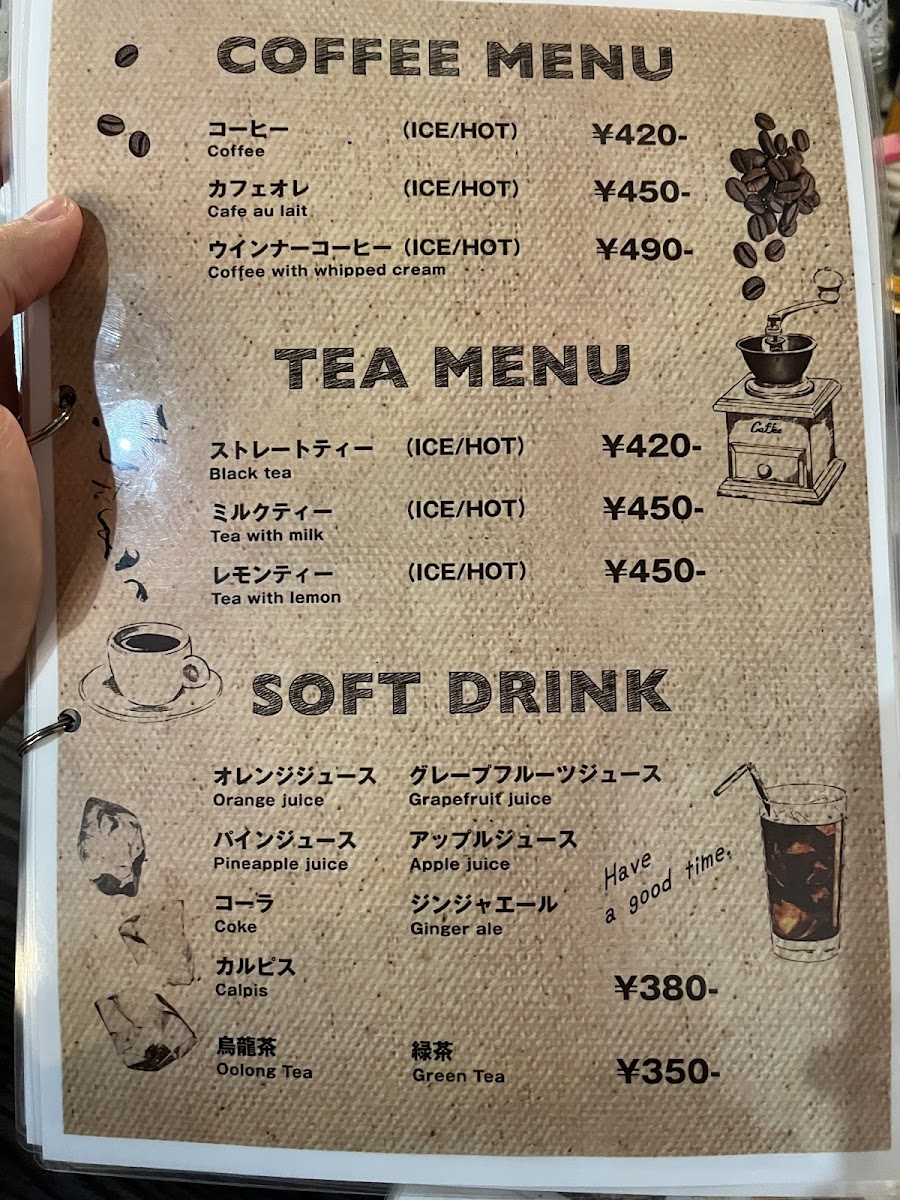 COFFEE MENU
コーヒー (ICE/HOT) ¥420-
Coffee
カフェオレ (ICE/HOT) ¥450-
Cafe au lait
ウインナーコーヒー (ICE/HOT) ¥490-
Coffee with whipped cream
TEA MENU
Coffee
ストレートティー (ICE/HOT) ¥420-
Black tea
ミルクティー (ICE/HOT) ¥450-
Tea with milk
レモンティー (ICE/HOT) ¥450-
Tea with lemon
SOFT DRINK
オレンジジュース グレープフルーツジュース
Orange juice Grapefruit juice
パインジュース アップルジュース
Pineapple juice Apple juice
Have
a good time.
コーラ ジンジャエール
Coke Ginger ale
カルピス ¥380-
Calpis
烏龍茶 緑茶 ¥350-
Oolong Tea Green Tea